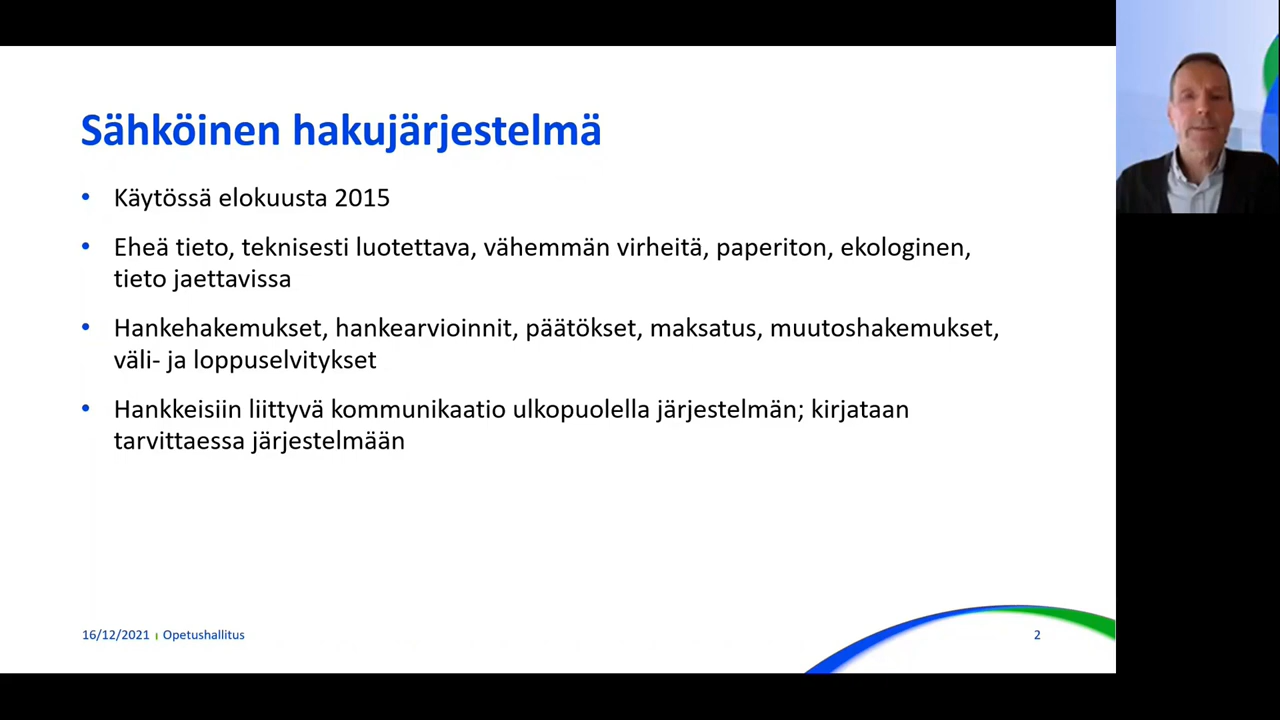 Sähköinen hakujärjestelmä
• Käytössä elokuusta 2015
• Eheä tieto, teknisesti luotettava, vähemmän virheitä, paperiton, ekologinen,
tieto jaettavissa
• Hankehakemukset, hankearvioinnit, päätökset, maksatus, muutoshakemukset,
väli- ja loppuselvitykset
• Hankkeisiin liittyvä kommunikaatio ulkopuolella järjestelmän; kirjataan
tarvittaessa järjestelmään
16/12/2021 | Opetushallitus
2